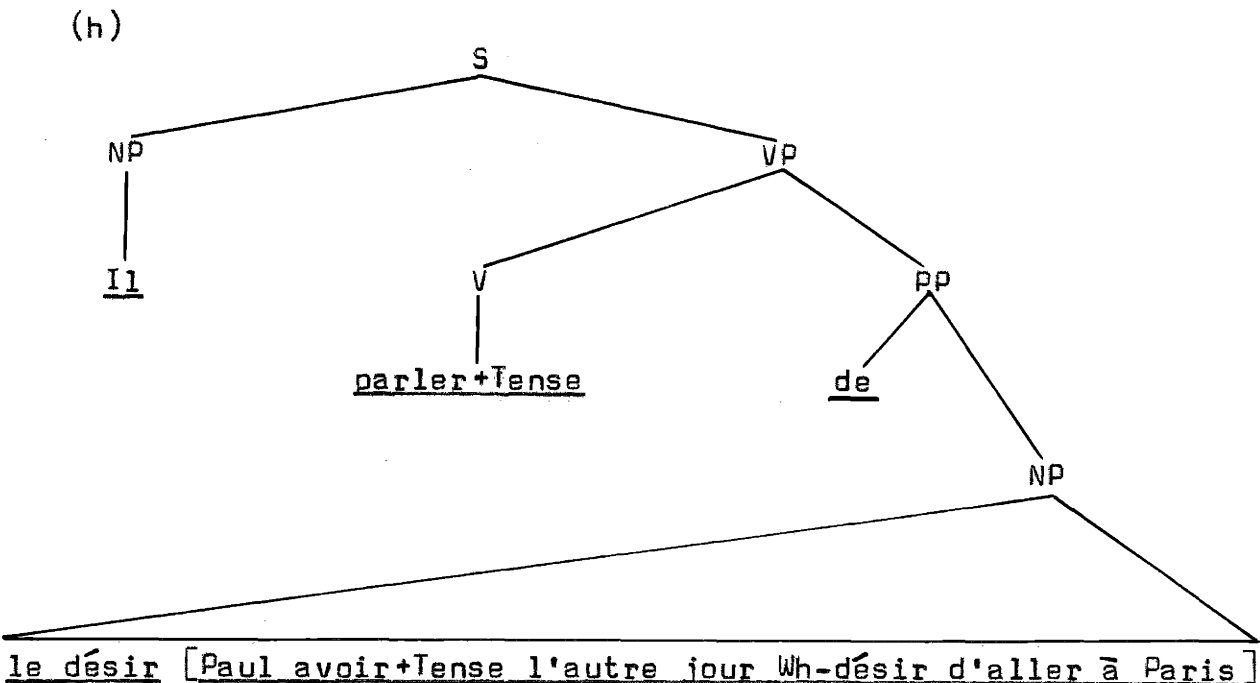 (h)
S
NP VP
Il V PP
parler+Tense de
NP
le désir [Paul avoir+Tense l'autre jour Wh-désir d'aller ā Paris]